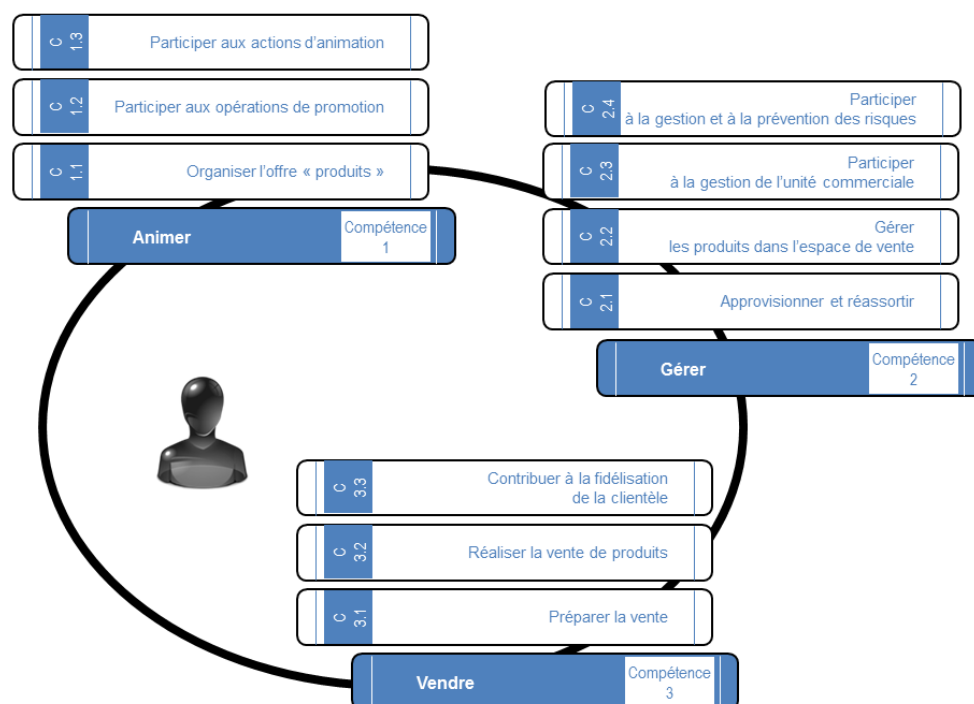 C 1.3
Participer aux actions d'animation
C 1.2
Participer aux opérations de promotion
C 1.1
Organiser l'offre « produits »
Animer
Compétence
1
C 2.4
Participer
à la gestion et à la prévention des risques
C 2.3
Participer
à la gestion de l'unité commerciale
C 2.2
Gérer
les produits dans l'espace de vente
C 2.1
Approvisionner et réassortir
Gérer
Compétence
2
C 3.3
Contribuer à la fidélisation
de la clientèle
C 3.2
Réaliser la vente de produits
C 3.1
Préparer la vente
Vendre
Compétence
3